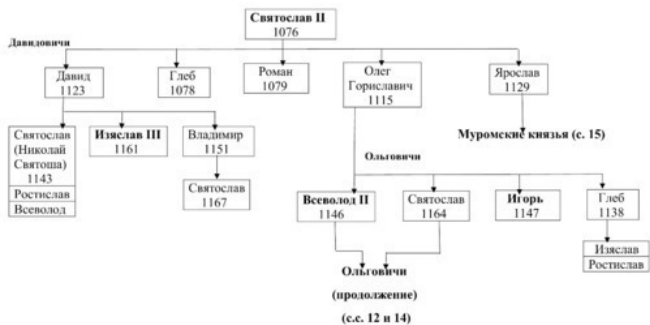 Святослав II
1076
Давидовичи
Давид
1123
Глеб
1078
Роман
1079
Олег
Гориславич
1115
Ярослав
1129
Святослав
(Николай
Святоша)
1143
Ростислав
Всеволод
Изяслав III
1161
Владимир
1151
Муромские князья (с. 15)
Святослав
1167
Ольговичи
Всеволод II
1146
Святослав
1164
Игорь
1147
Глеб
1138
Изяслав
Ростислав
Ольговичи
(продолжение)
(с.с. 12 и 14)